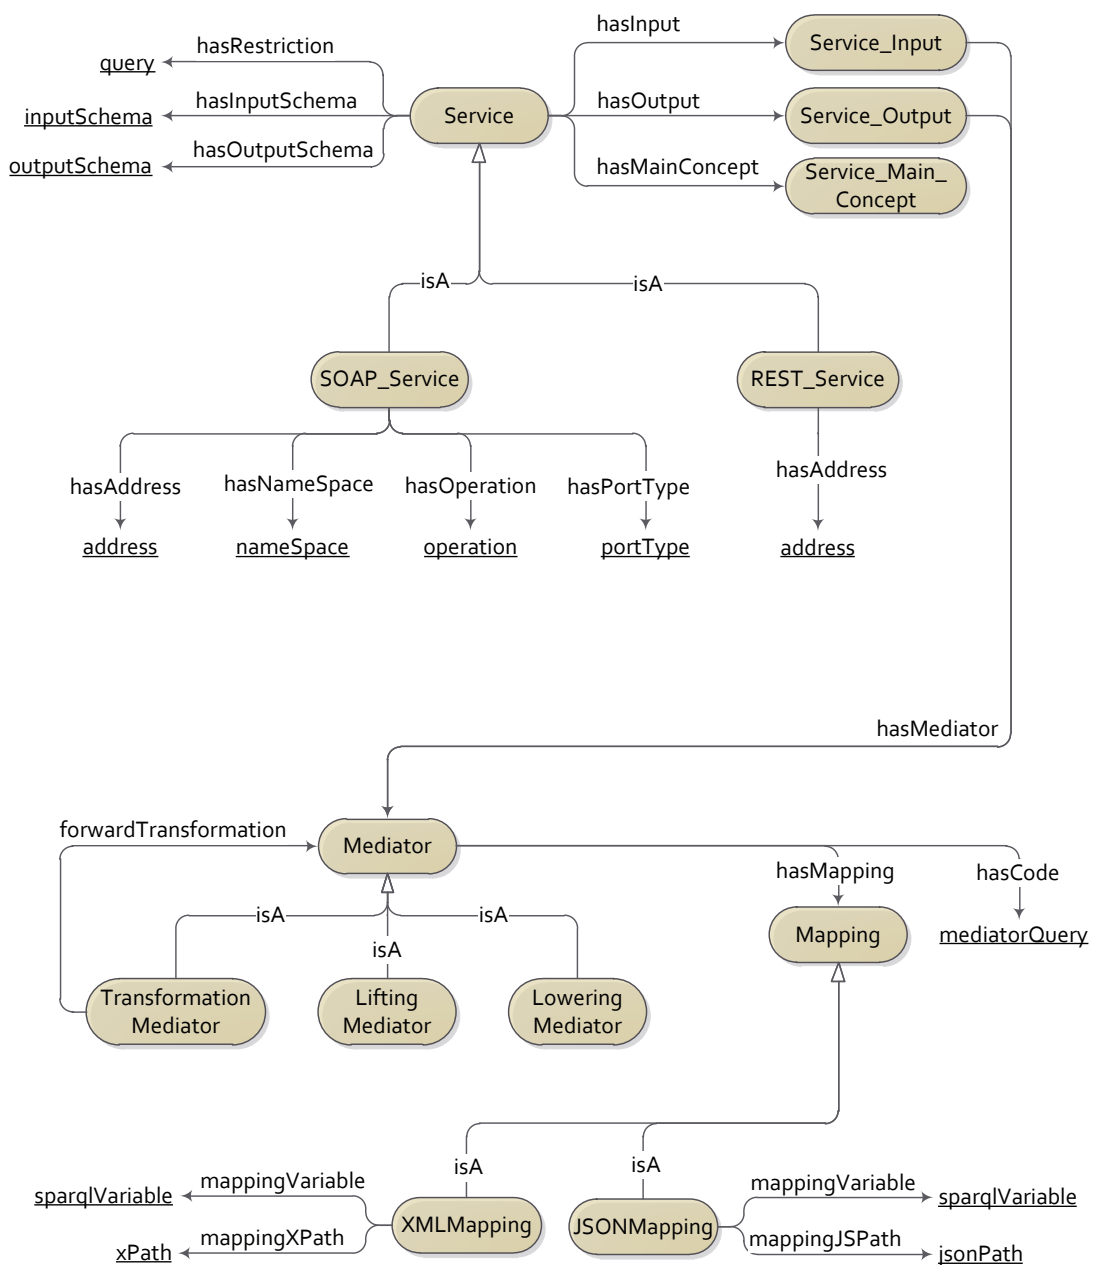 hasInput
Service_Input
hasRestriction
query
hasInputSchema
inputSchema
Service
hasOutput
Service_Output
hasOutputSchema
outputSchema
hasMainConcept
Service_Main_
Concept
isA
isA
SOAP_Service
REST_Service
hasAddress
hasNameSpace
hasOperation
hasPortType
hasAddress
address
nameSpace
operation
portType
address
hasMediator
forwardTransformation
Mediator
hasMapping
hasCode
isA
isA
isA
Mapping
mediatorQuery
Transformation
Mediator
Lifting
Mediator
Lowering
Mediator
isA
isA
mappingVariable
sparqlVariable
XMLMapping
mappingXPath
xPath
JSONMapping
mappingVariable
sparqlVariable
mappingJSPath
jsonPath